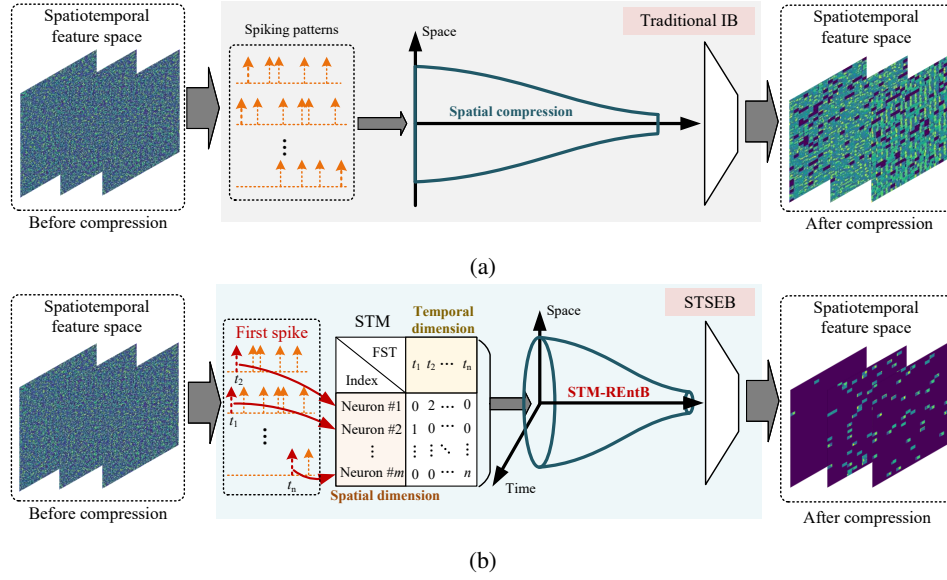 Spatiotemporal
feature space
Before compression
Spiking patterns
Space
Spatial compression
Traditional IB
Spatiotemporal
feature space
After compression
(a)
Spatiotemporal
feature space
Before compression
First spike
t2
t1
tn
STM
Temporal
dimension
FST
Index
t1 t2 ⋯ tn
Neuron #1 0 2 ⋯ 0
Neuron #2 1 0 ⋯ 0
⋮ ⋮ ⋮ ⋱ ⋮
Neuron #m 0 0 ⋯ n
Spatial dimension
Space
STM-REntB
Time
STSEB
Spatiotemporal
feature space
After compression
(b)